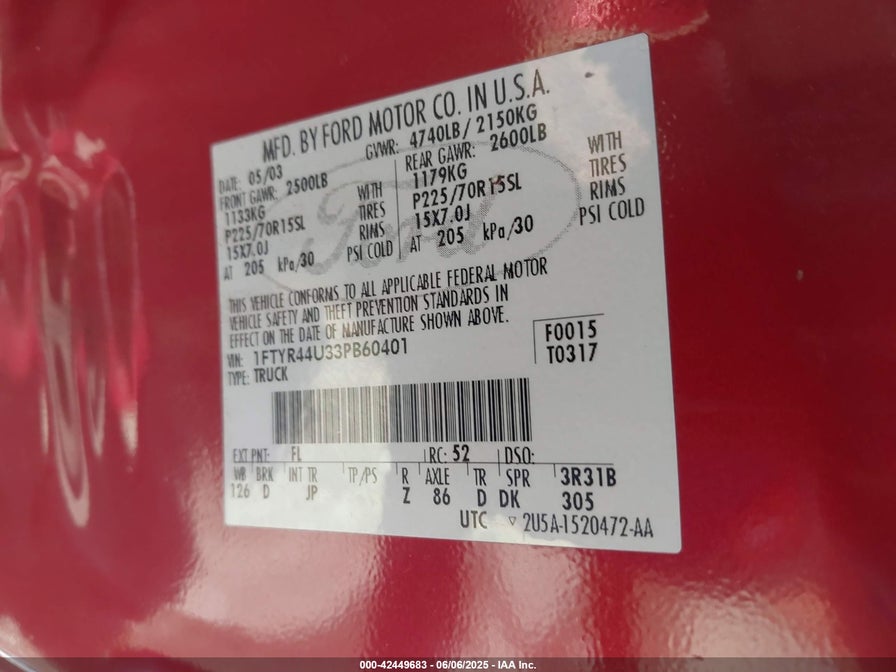 MFD. BY FORD MOTOR CO. IN U.S.A.
DATE: 05/03 GVWR: 4740LB/ 2150KG
FRONT GAWR: 2500LB REAR GAWR: 2600LB
1133KG WITH 1179KG WITH
P225/70R15SL TIRES P225/70R15SL TIRES
15X7.0J RIMS 15X7.0J RIMS
AT 205 kPa/30 PSI COLD AT 205 kPa/30 PSI COLD
Ford
THIS VEHICLE CONFORMS TO ALL APPLICABLE FEDERAL MOTOR
VEHICLE SAFETY AND THEFT PREVENTION STANDARDS IN
EFFECT ON THE DATE OF MANUFACTURE SHOWN ABOVE.
VIN: 1FTYR44U33PB60401 F0015
TYPE: TRUCK T0317
EXT PNT: FL RC: 52 DSO:
WB BRK INT TR TP/PS R AXLE TR SPR 3R31B
126 D JP Z 86 D DK 305
UTC ▽ 2U5A-1520472-AA
000-42449683 - 06/06/2025 - IAA Inc.